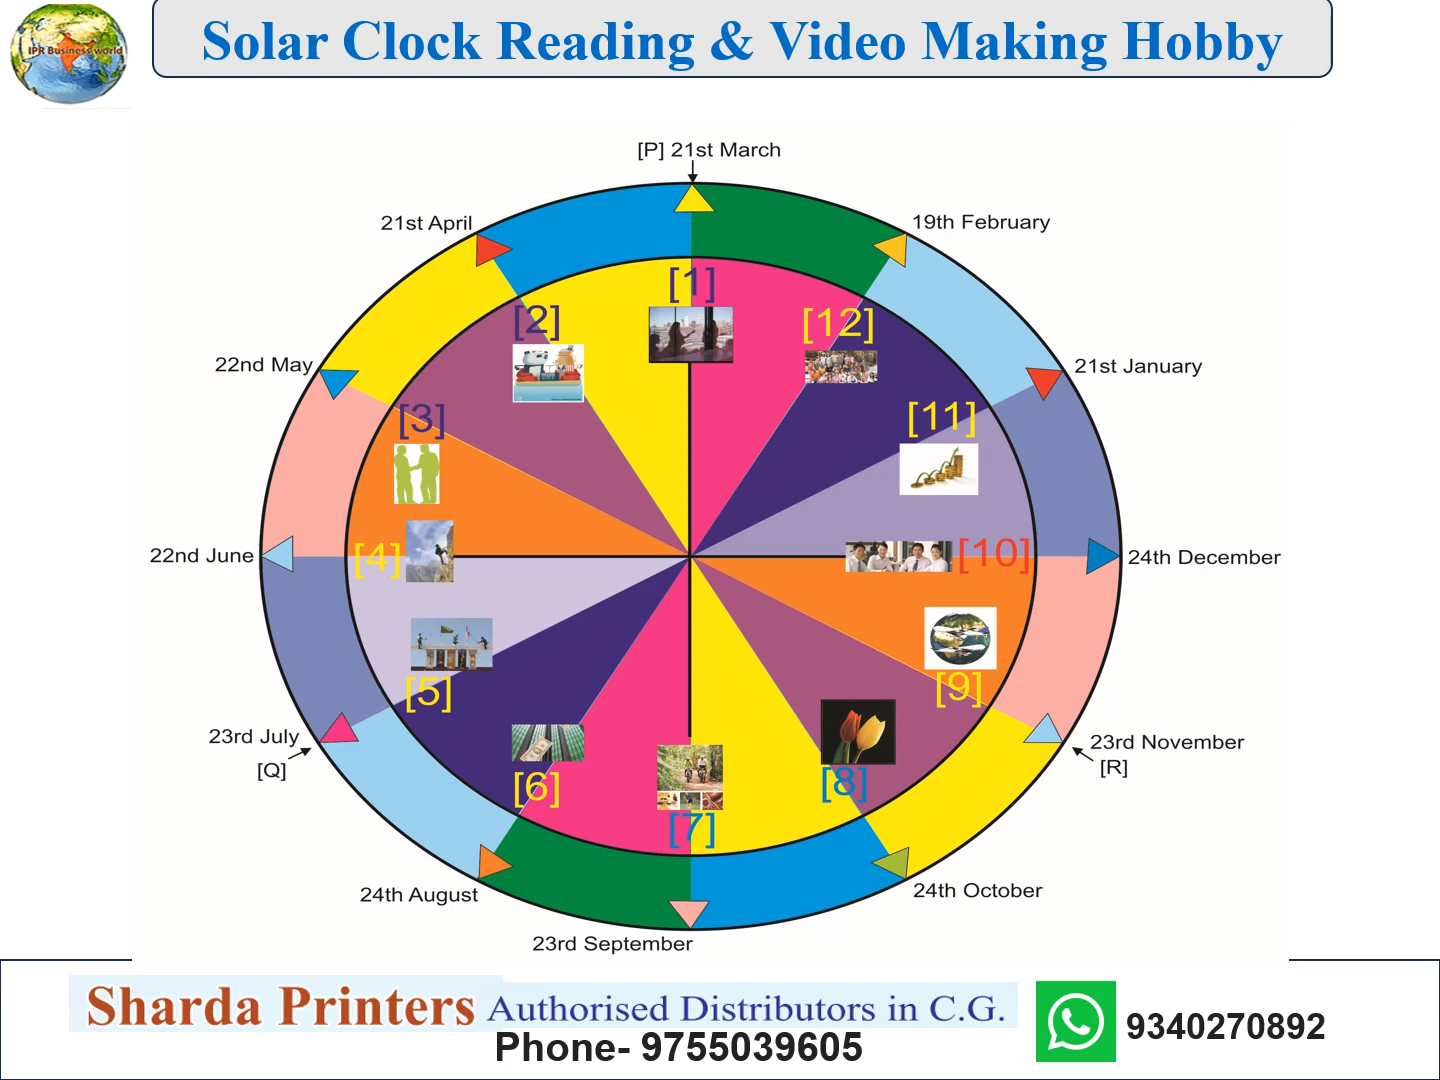 IPR Business world
Solar Clock Reading & Video Making Hobby
[P] 21st March
21st April
19th February
[1]
[2]
[12]
22nd May
21st January
[3]
[11]
22nd June
[4]
[10]
24th December
[5]
[9]
23rd July
[Q]
23rd November
[R]
[6]
[8]
[7]
24th August
24th October
23rd September
Sharda Printers Authorised Distributors in C.G.
Phone- 9755039605
9340270892